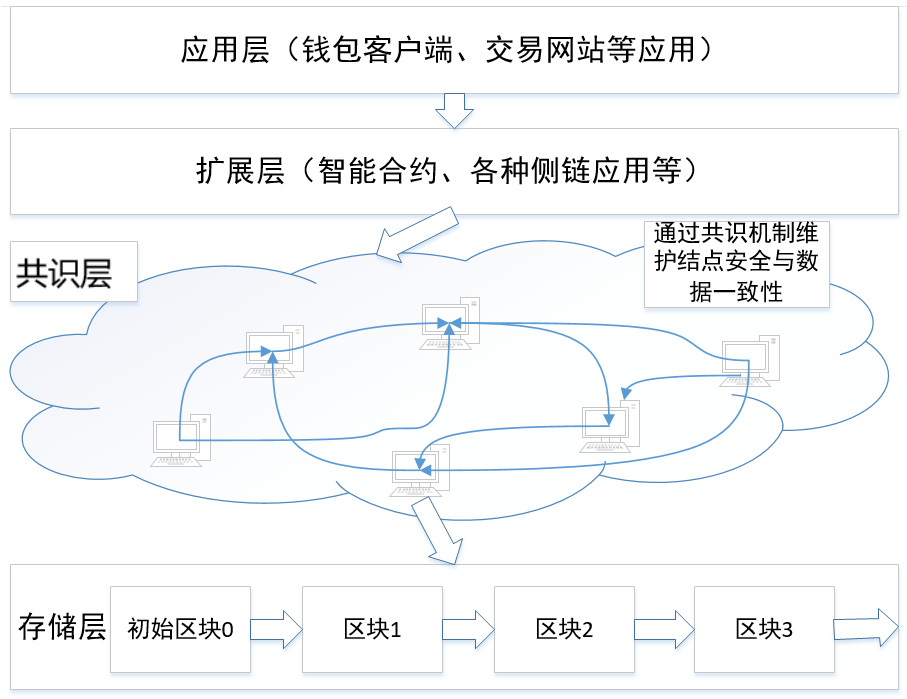 应用层（钱包客户端、交易网站等应用）
扩展层（智能合约、各种侧链应用等）
共识层
通过共识机制维
护结点安全与数
据一致性
存储层
初始区块0
区块1
区块2
区块3